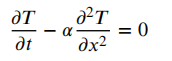 ∂T/∂t − α ∂²T/∂x² = 0